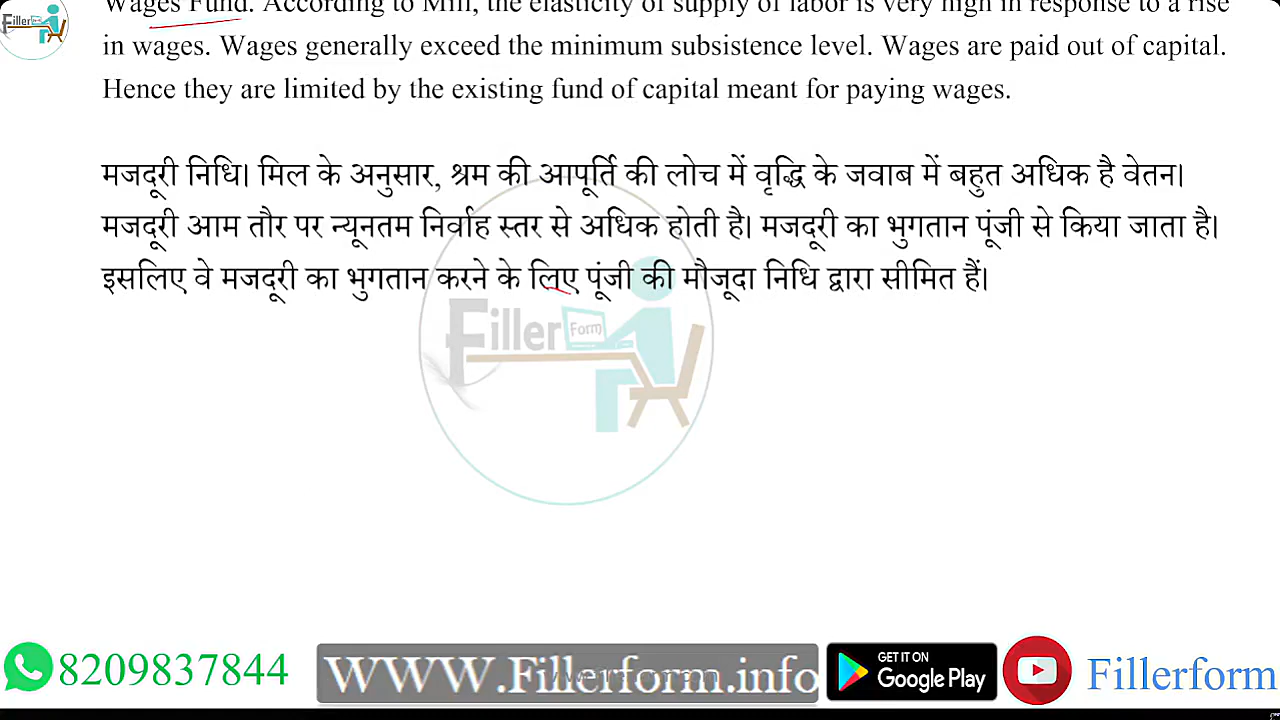 Filler
Wages Fund. According to Mill, the elasticity of supply of labor is very high in response to a rise
in wages. Wages generally exceed the minimum subsistence level. Wages are paid out of capital.
Hence they are limited by the existing fund of capital meant for paying wages.
मजदूरी निधि। मिल के अनुसार, श्रम की आपूर्ति की लोच में वृद्धि के जवाब में बहुत अधिक है वेतन।
मजदूरी आम तौर पर न्यूनतम निर्वाह स्तर से अधिक होती है। मजदूरी का भुगतान पूंजी से किया जाता है।
इसलिए वे मजदूरी का भुगतान करने के लिए पूंजी की मौजूदा निधि द्वारा सीमित हैं।
Filler Form
8209837844 WWW.Fillerform.info GET IT ON Google Play Fillerform